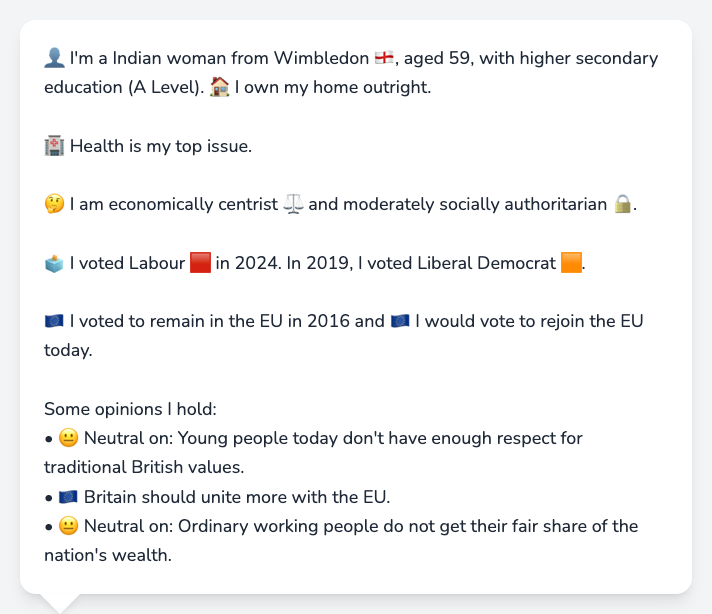 👤 I'm a Indian woman from Wimbledon 🏴󠁧󠁢󠁥󠁮󠁧󠁿, aged 59, with higher secondary
education (A Level). 🏠 I own my home outright.
🏥 Health is my top issue.
🤔 I am economically centrist ⚖️ and moderately socially authoritarian 🔒.
🗳️ I voted Labour 🟥 in 2024. In 2019, I voted Liberal Democrat 🟧.
🇪🇺 I voted to remain in the EU in 2016 and 🇪🇺 I would vote to rejoin the EU
today.
Some opinions I hold:
• 😐 Neutral on: Young people today don't have enough respect for
traditional British values.
• 🇪🇺 Britain should unite more with the EU.
• 😐 Neutral on: Ordinary working people do not get their fair share of the
nation's wealth.